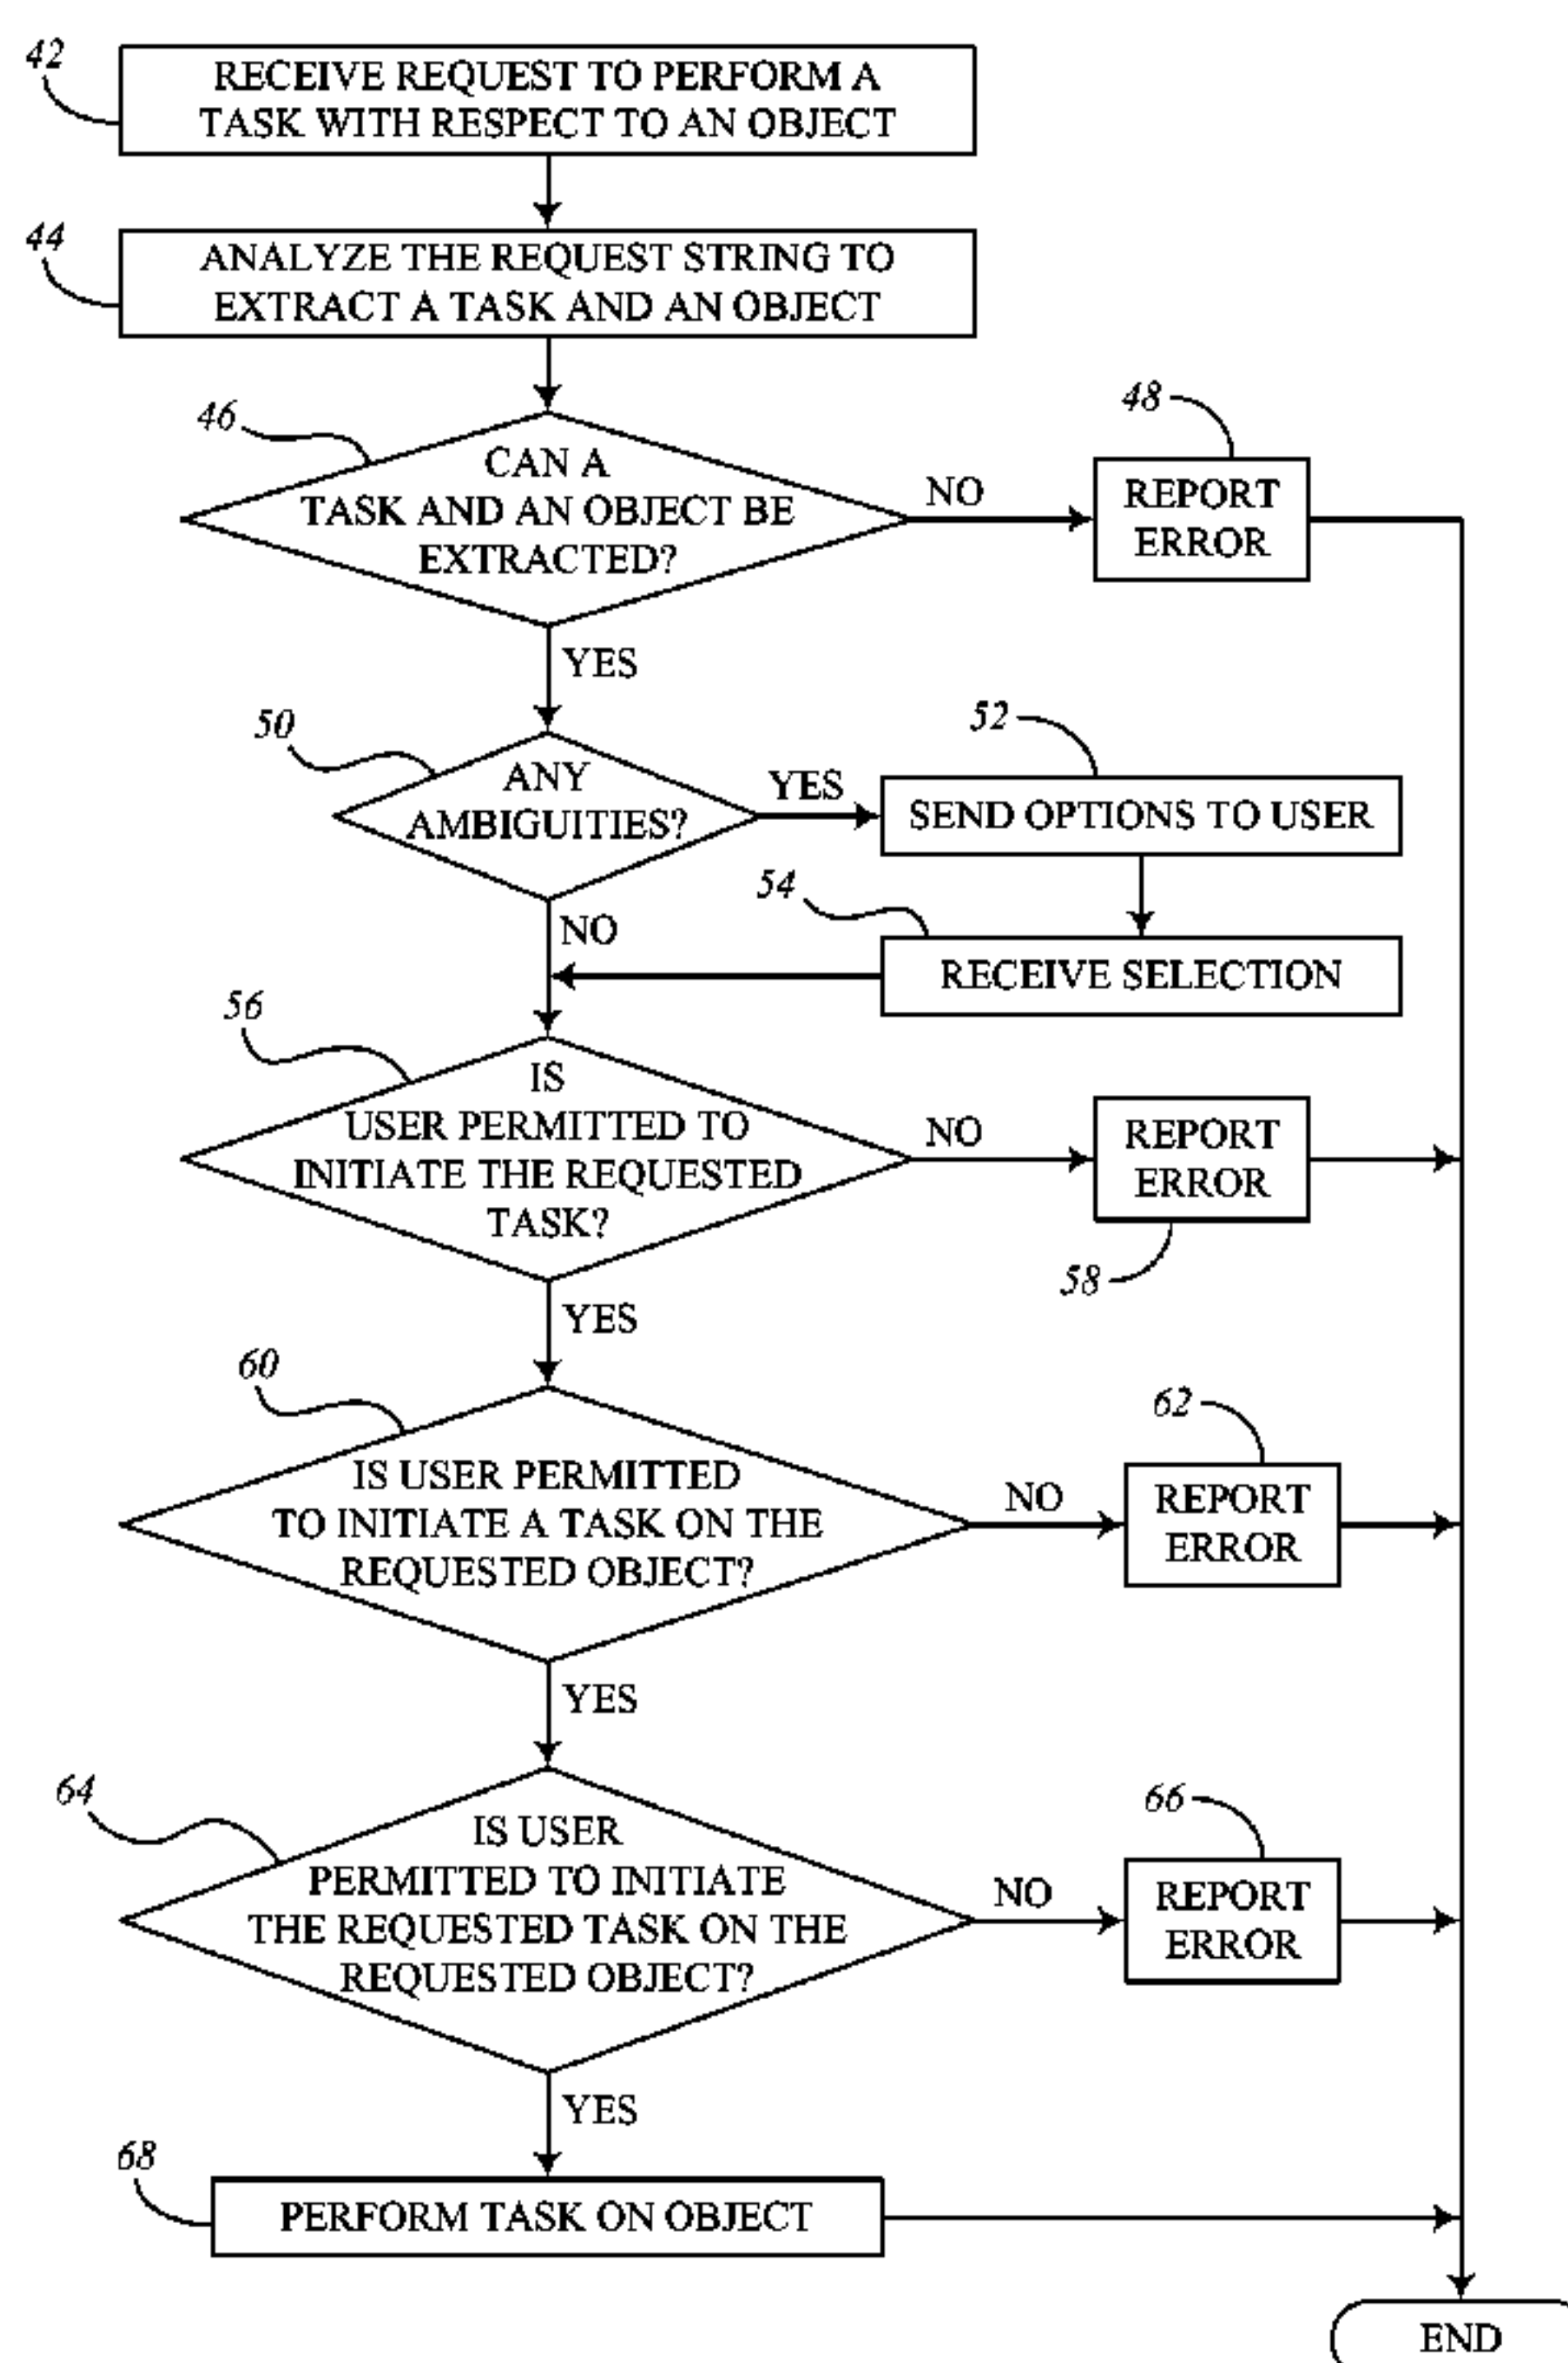 42
RECEIVE REQUEST TO PERFORM A
TASK WITH RESPECT TO AN OBJECT
44
ANALYZE THE REQUEST STRING TO
EXTRACT A TASK AND AN OBJECT
46
CAN A
TASK AND AN OBJECT BE
EXTRACTED?
NO
48
REPORT
ERROR
YES
50
ANY
AMBIGUITIES?
YES
52
SEND OPTIONS TO USER
54
RECEIVE SELECTION
NO
56
IS
USER PERMITTED TO
INITIATE THE REQUESTED
TASK?
NO
REPORT
ERROR
58
YES
60
IS USER PERMITTED
TO INITIATE A TASK ON THE
REQUESTED OBJECT?
NO
62
REPORT
ERROR
YES
64
IS USER
PERMITTED TO INITIATE
THE REQUESTED TASK ON THE
REQUESTED OBJECT?
NO
66
REPORT
ERROR
YES
68
PERFORM TASK ON OBJECT
END